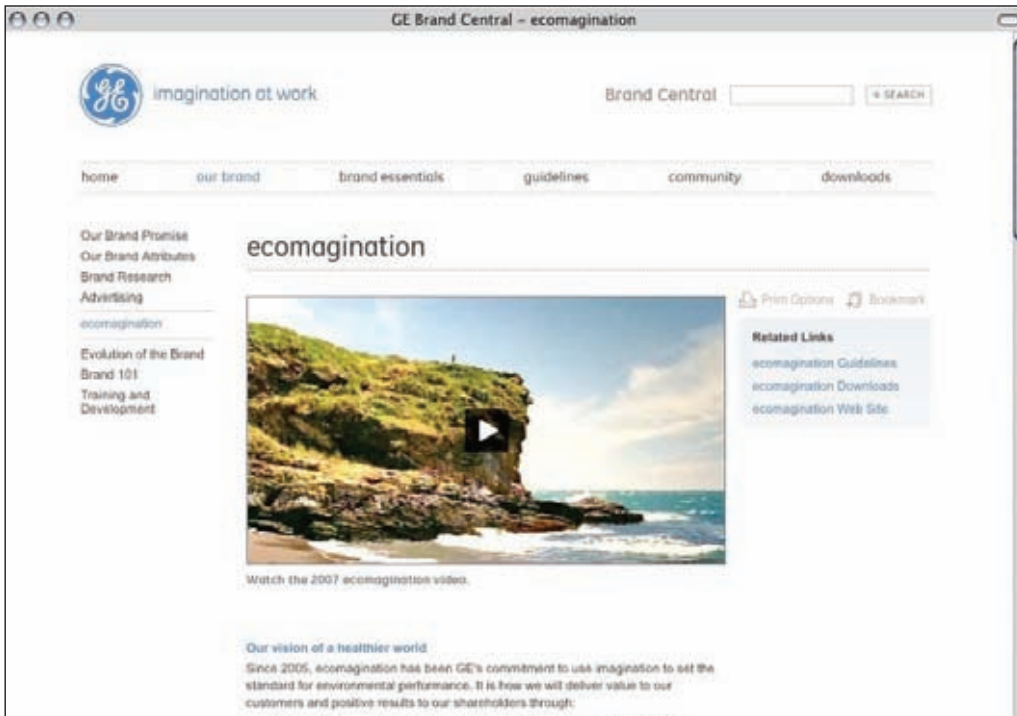 GE Brand Central – ecomagination
GE
imagination at work
Brand Central
SEARCH
home our brand brand essentials guidelines community downloads
Our Brand Promise
Our Brand Attributes
Brand Research
Advertising
ecomagination
Evolution of the Brand
Brand 101
Training and
Development
ecomagination
Print Options Bookmark
Related Links
ecomagination Guidelines
ecomagination Downloads
ecomagination Web Site
Watch the 2007 ecomagination video.
Our vision of a healthier world
Since 2005, ecomagination has been GE's commitment to use imagination to set the
standard for environmental performance. It is how we will deliver value to our
customers and positive results to our shareholders through: